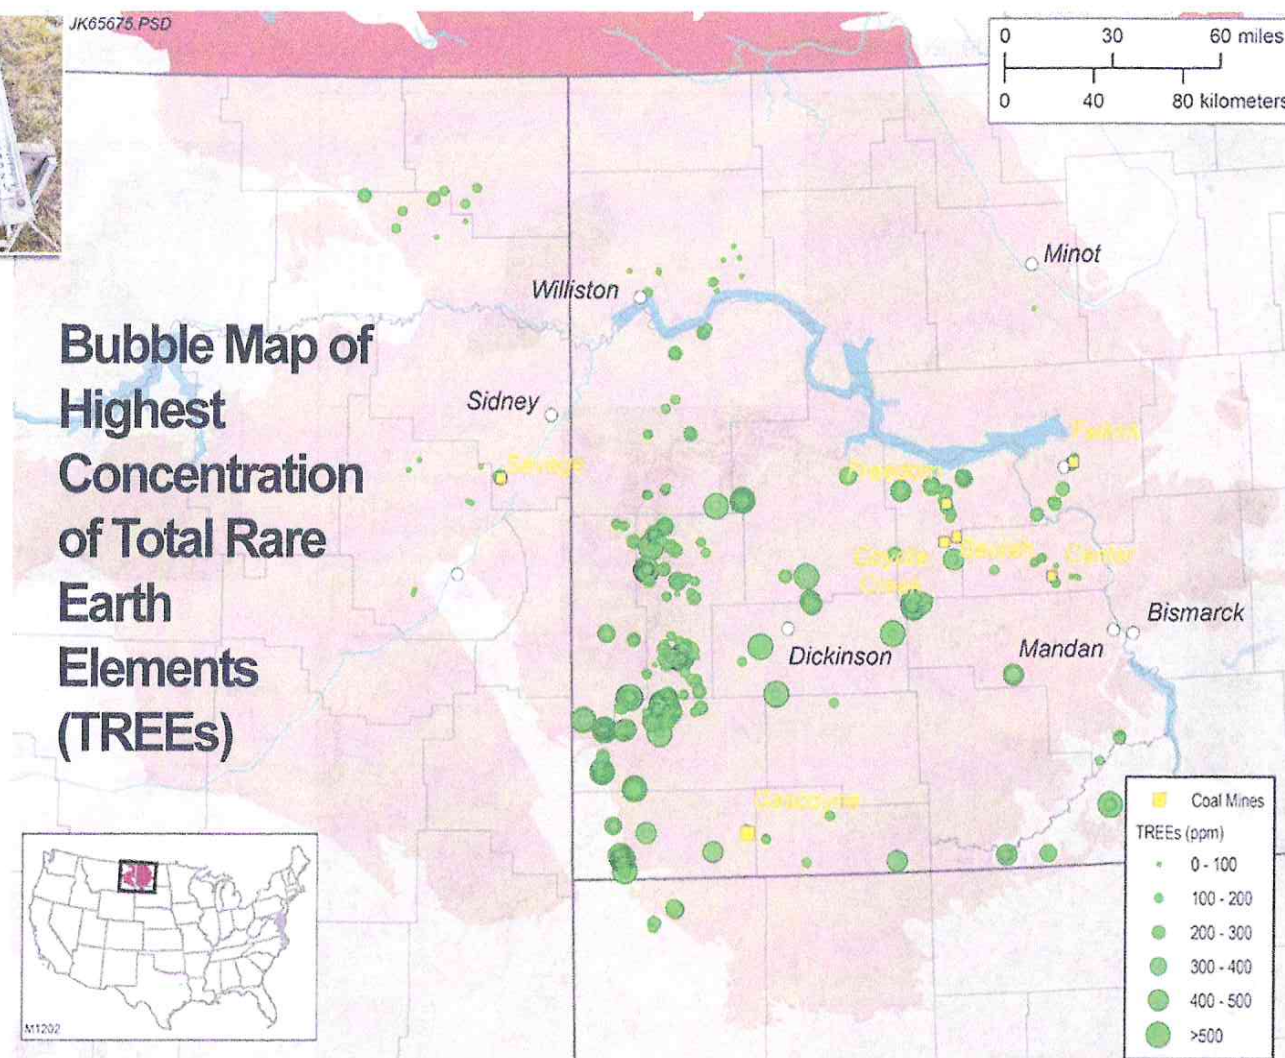 JK65675.PSD
0 30 60 miles
0 40 80 kilometers
Minot
Williston
Bubble Map of
Highest
Concentration
of Total Rare
Earth
Elements
(TREEs)
Sidney
Savage
Falkirk
Freedom
Coyote
Creek
Beulah
Center
Bismarck
Mandan
Dickinson
Gascoyne
Coal Mines
TREEs (ppm)
0 - 100
100 - 200
200 - 300
300 - 400
400 - 500
>500
M1202